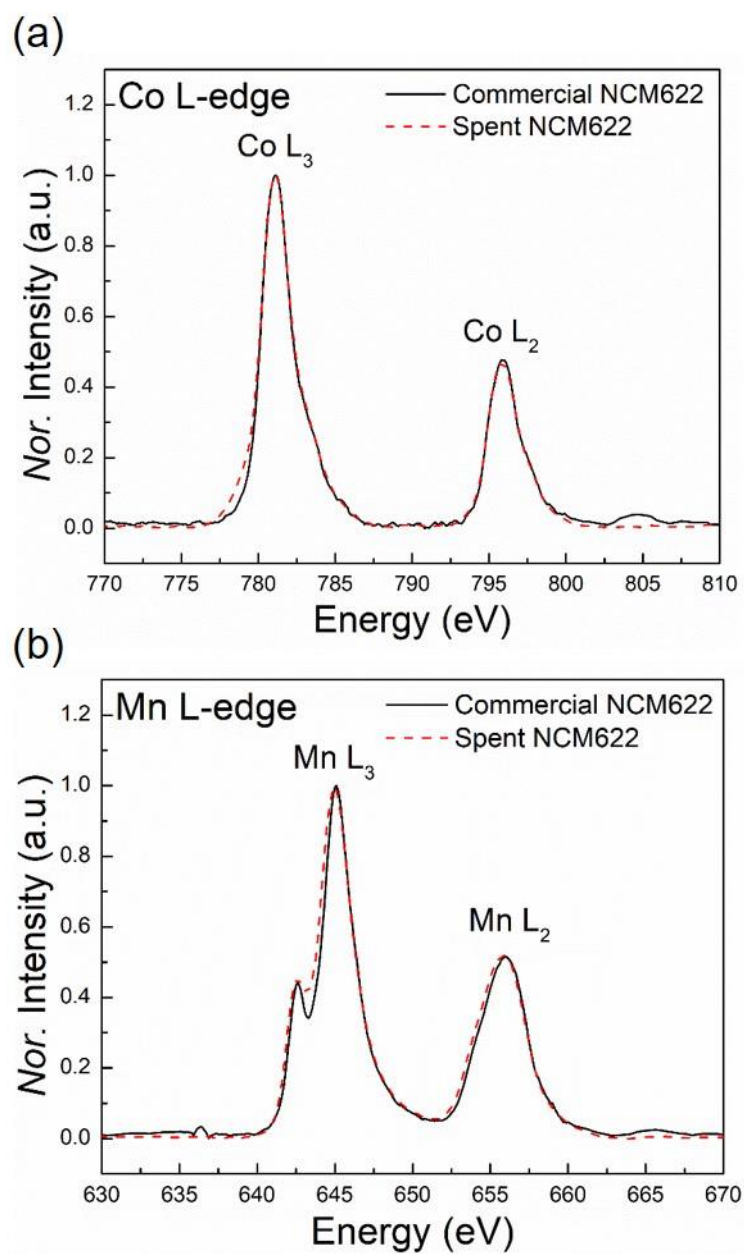 (a)
Co L-edge
Commercial NCM622
Spent NCM622
Co L₃
Co L₂
1.2
1.0
0.8
0.6
0.4
0.2
0.0
Nor. Intensity (a.u.)
770 775 780 785 790 795 800 805 810
Energy (eV)
(b)
Mn L-edge
Commercial NCM622
Spent NCM622
Mn L₃
Mn L₂
1.2
1.0
0.8
0.6
0.4
0.2
0.0
Nor. Intensity (a.u.)
630 635 640 645 650 655 660 665 670
Energy (eV)